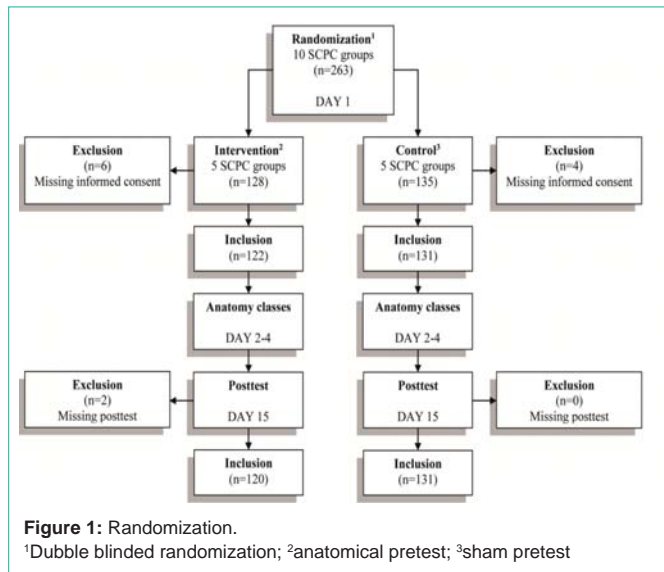 Randomization¹
10 SCPC groups
(n=263)
DAY 1
Exclusion
(n=6)
Missing informed consent
Intervention²
5 SCPC groups
(n=128)
Control³
5 SCPC groups
(n=135)
Exclusion
(n=4)
Missing informed consent
Inclusion
(n=122)
Inclusion
(n=131)
Anatomy classes
DAY 2-4
Anatomy classes
DAY 2-4
Exclusion
(n=2)
Missing posttest
Posttest
DAY 15
Posttest
DAY 15
Exclusion
(n=0)
Missing posttest
Inclusion
(n=120)
Inclusion
(n=131)
Figure 1: Randomization.
¹Dubble blinded randomization; ²anatomical pretest; ³sham pretest